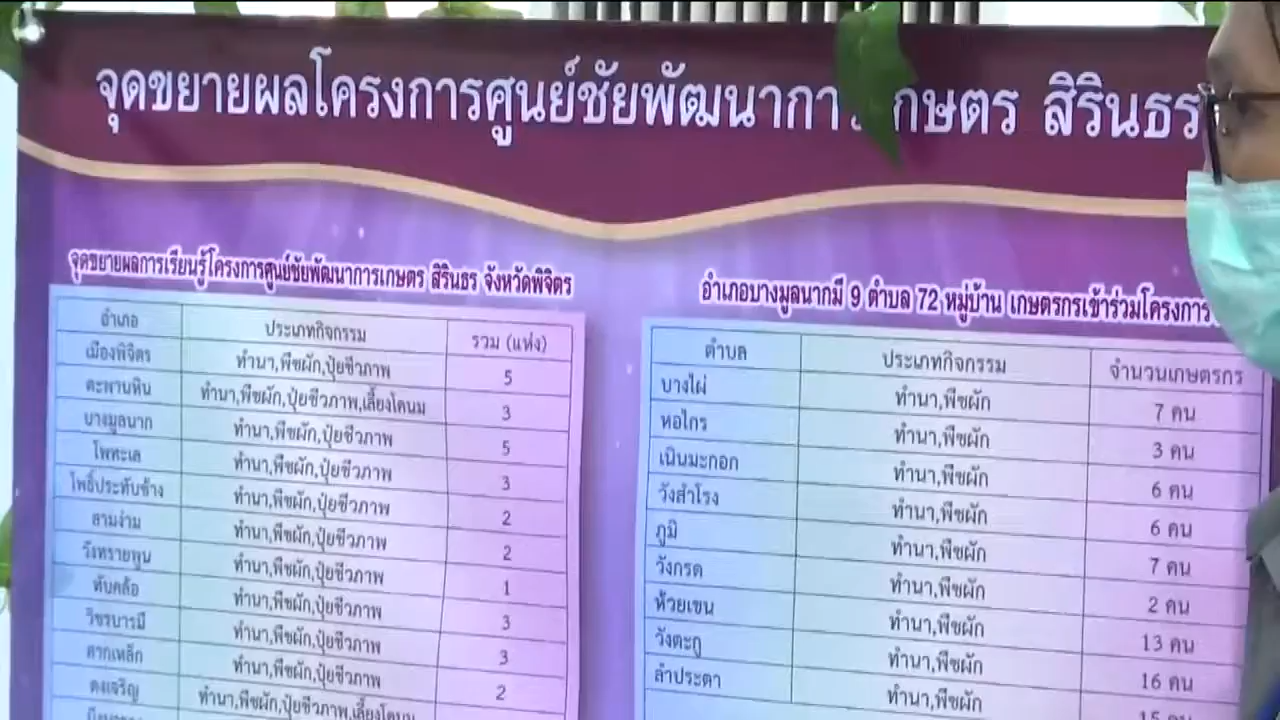 จุดขยายผลโครงการศูนย์ชัยพัฒนากา กษตร สิรินธร
จุดขยายผลการเรียนรู้โครงการศูนย์ชัยพัฒนาการเกษตร สิรินธร จังหวัดพิจิตร
อำเภอ ประเภทกิจกรรม รวม (แห่ง)
เมืองพิจิตร ทำนา,พืชผัก,ปุ๋ยชีวภาพ 5
ตะพานหิน ทำนา,พืชผัก,ปุ๋ยชีวภาพ,เลี้ยงโคนม 3
บางมูลนาก ทำนา,พืชผัก,ปุ๋ยชีวภาพ 5
โพทะเล ทำนา,พืชผัก,ปุ๋ยชีวภาพ 3
โพธิ์ประทับช้าง ทำนา,พืชผัก,ปุ๋ยชีวภาพ 2
สามง่าม ทำนา,พืชผัก,ปุ๋ยชีวภาพ 2
วังทรายพูน ทำนา,พืชผัก,ปุ๋ยชีวภาพ 1
ทับคล้อ ทำนา,พืชผัก,ปุ๋ยชีวภาพ 3
วชิรบารมี ทำนา,พืชผัก,ปุ๋ยชีวภาพ 3
สากเหล็ก ทำนา,พืชผัก,ปุ๋ยชีวภาพ 2
ดงเจริญ ทำนา,พืชผัก,ปุ๋ยชีวภาพ,เลี้ยงโคนม
อำเภอบางมูลนากมี 9 ตำบล 72 หมู่บ้าน เกษตรกรเข้าร่วมโครงการ
ตำบล ประเภทกิจกรรม จำนวนเกษตรกร
บางไผ่ ทำนา,พืชผัก 7 คน
หอไกร ทำนา,พืชผัก 3 คน
เนินมะกอก ทำนา,พืชผัก 6 คน
วังสำโรง ทำนา,พืชผัก 6 คน
ภูมิ ทำนา,พืชผัก 7 คน
วังกรด ทำนา,พืชผัก 2 คน
ห้วยเขน ทำนา,พืชผัก 13 คน
วังตะกู ทำนา,พืชผัก 16 คน
ลำประดา ทำนา,พืชผัก 15 คน